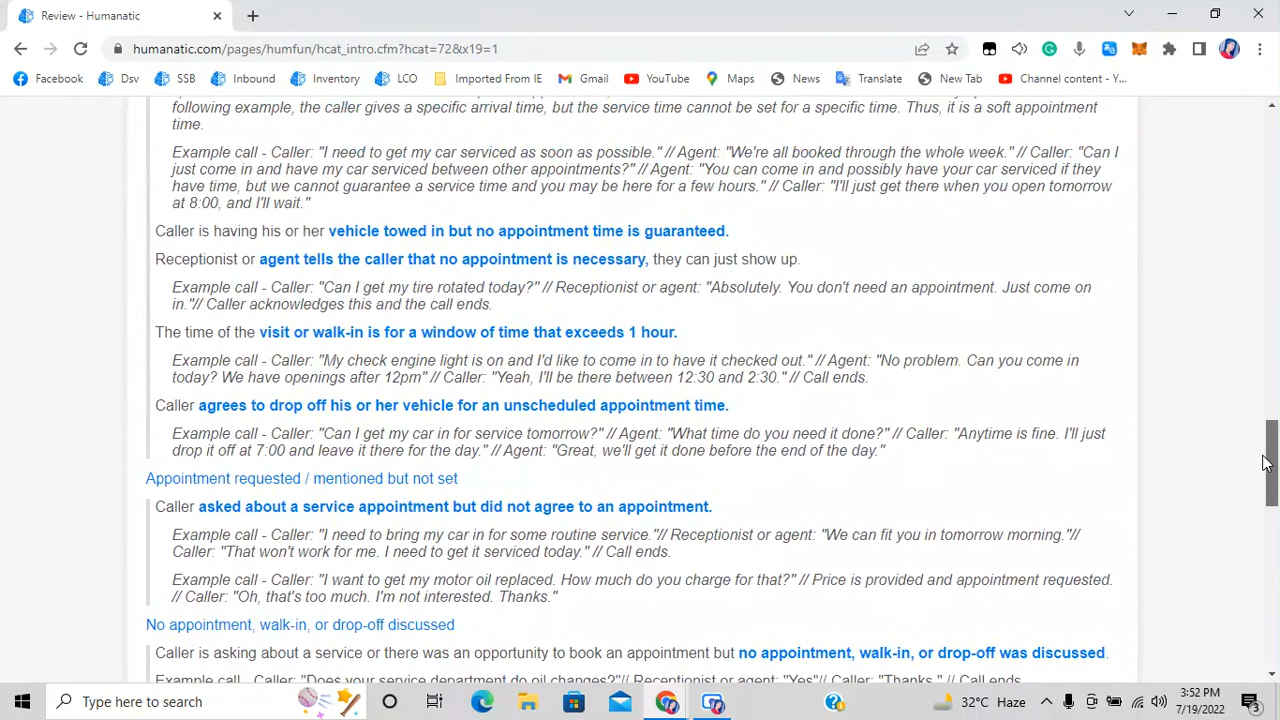 Review - Humanatic
humanatic.com/pages/humfun/hcat_intro.cfm?hcat=72&x19=1
Facebook Dsv SSB Inbound Inventory LCO Imported From IE Gmail YouTube Maps News Translate New Tab Channel content - Y...
following example, the caller gives a specific arrival time, but the service time cannot be set for a specific time. Thus, it is a soft appointment
time.
Example call - Caller: "I need to get my car serviced as soon as possible." // Agent: "We're all booked through the whole week." // Caller: "Can I
just come in and have my car serviced between other appointments?" // Agent: "You can come in and possibly have your car serviced if they
have time, but we cannot guarantee a service time and you may be here for a few hours." // Caller: "I'll just get there when you open tomorrow
at 8:00, and I'll wait."
Caller is having his or her vehicle towed in but no appointment time is guaranteed.
Receptionist or agent tells the caller that no appointment is necessary, they can just show up.
Example call - Caller: "Can I get my tire rotated today?" // Receptionist or agent: "Absolutely. You don't need an appointment. Just come on
in."// Caller acknowledges this and the call ends.
The time of the visit or walk-in is for a window of time that exceeds 1 hour.
Example call - Caller: "My check engine light is on and I'd like to come in to have it checked out." // Agent: "No problem. Can you come in
today? We have openings after 12pm" // Caller: "Yeah, I'll be there between 12:30 and 2:30." // Call ends.
Caller agrees to drop off his or her vehicle for an unscheduled appointment time.
Example call - Caller: "Can I get my car in for service tomorrow?" // Agent: "What time do you need it done?" // Caller: "Anytime is fine. I'll just
drop it off at 7:00 and leave it there for the day." // Agent: "Great, we'll get it done before the end of the day."
Appointment requested / mentioned but not set
Caller asked about a service appointment but did not agree to an appointment.
Example call - Caller: "I need to bring my car in for some routine service."// Receptionist or agent: "We can fit you in tomorrow morning."//
Caller: "That won't work for me. I need to get it serviced today." // Call ends.
Example call - Caller: "I want to get my motor oil replaced. How much do you charge for that?" // Price is provided and appointment requested.
// Caller: "Oh, that's too much. I'm not interested. Thanks."
No appointment, walk-in, or drop-off discussed
Caller is asking about a service or there was an opportunity to book an appointment but no appointment, walk-in, or drop-off was discussed.
Example call - Caller: "Does your service department do oil changes?"// Receptionist or agent: "Yes"// Caller: "Thanks." // Call ends.
Type here to search
32°C Haze
3:52 PM
7/19/2022
3